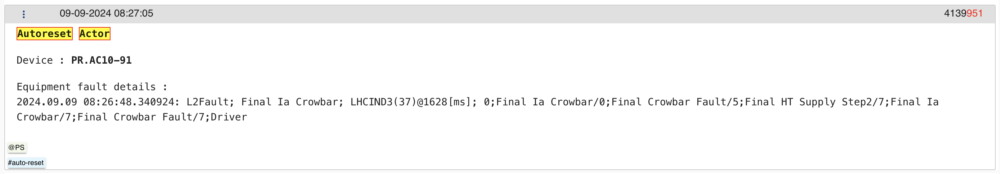 09-09-2024 08:27:05 4139951
Autoreset Actor
Device : PR.AC10-91
Equipment fault details :
2024.09.09 08:26:48.340924: L2Fault; Final Ia Crowbar; LHCIND3(37)@1628[ms]; 0;Final Ia Crowbar/0;Final Crowbar Fault/5;Final HT Supply Step2/7;Final Ia
Crowbar/7;Final Crowbar Fault/7;Driver
@PS
#auto-reset